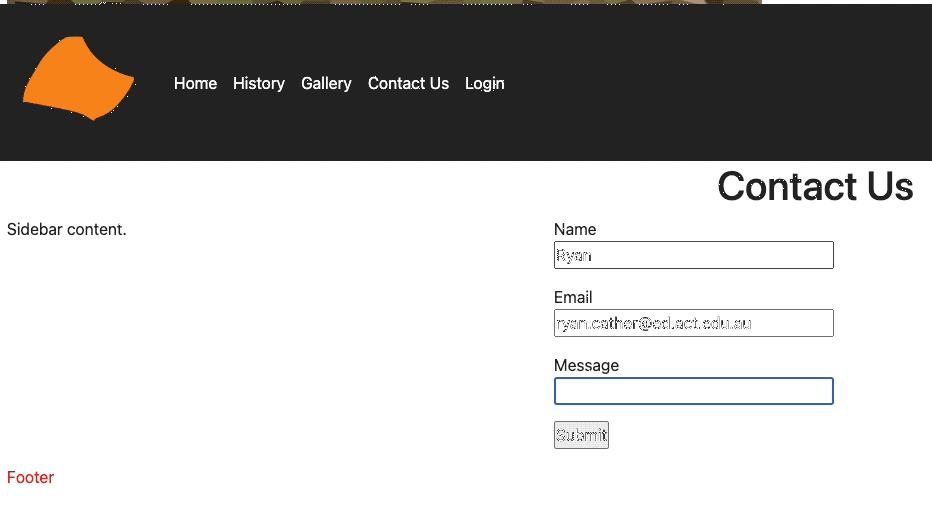 Home History Gallery Contact Us Login
Contact Us
Sidebar content.
Name
Ryan
Email
ryan.cather@ed.act.edu.au
Message
Submit
Footer